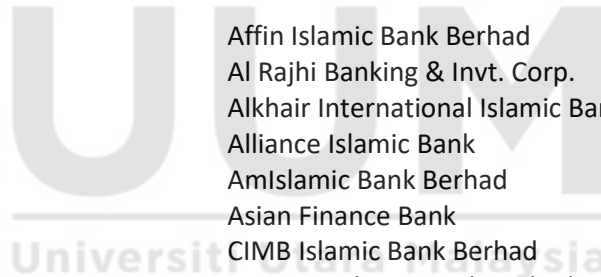 UUM
Affin Islamic Bank Berhad
Al Rajhi Banking & Invt. Corp.
Alkhair International Islamic
Alliance Islamic Bank
AmIslamic Bank Berhad
Asian Finance Bank
CIMB Islamic Bank Berhad